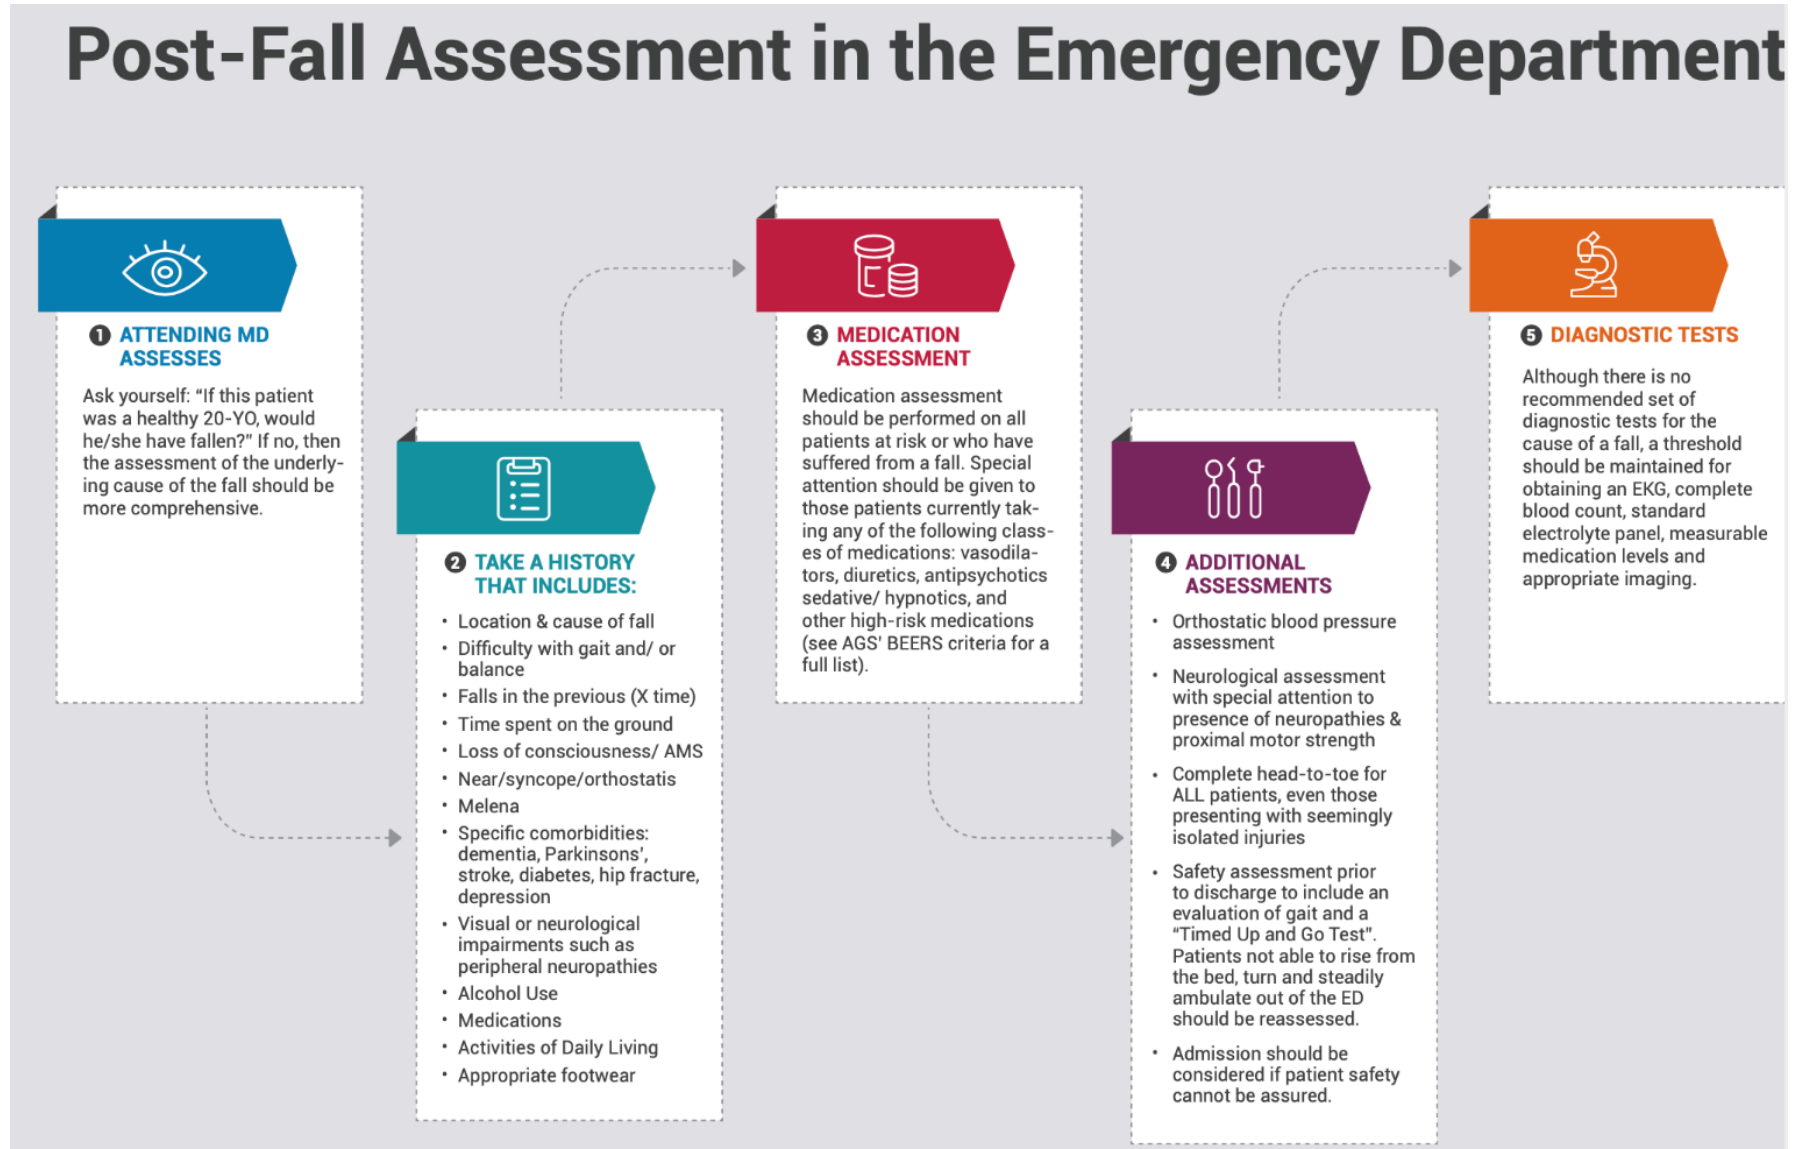 Post-Fall Assessment in the Emergency Department
1 ATTENDING MD
ASSESSES
Ask yourself: “If this patient
was a healthy 20-YO, would
he/she have fallen?” If no, then
the assessment of the underly-
ing cause of the fall should be
more comprehensive.
2 TAKE A HISTORY
THAT INCLUDES:
• Location & cause of fall
• Difficulty with gait and/ or
balance
• Falls in the previous (X time)
• Time spent on the ground
• Loss of consciousness/ AMS
• Near/syncope/orthostatis
• Melena
• Specific comorbidities:
dementia, Parkinsons’,
stroke, diabetes, hip fracture,
depression
• Visual or neurological
impairments such as
peripheral neuropathies
• Alcohol Use
• Medications
• Activities of Daily Living
• Appropriate footwear
3 MEDICATION
ASSESSMENT
Medication assessment
should be performed on all
patients at risk or who have
suffered from a fall. Special
attention should be given to
those patients currently tak-
ing any of the following class-
es of medications: vasodila-
tors, diuretics, antipsychotics
sedative/ hypnotics, and
other high-risk medications
(see AGS’ BEERS criteria for a
full list).
4 ADDITIONAL
ASSESSMENTS
• Orthostatic blood pressure
assessment
• Neurological assessment
with special attention to
presence of neuropathies &
proximal motor strength
• Complete head-to-toe for
ALL patients, even those
presenting with seemingly
isolated injuries
• Safety assessment prior
to discharge to include an
evaluation of gait and a
“Timed Up and Go Test”.
Patients not able to rise from
the bed, turn and steadily
ambulate out of the ED
should be reassessed.
• Admission should be
considered if patient safety
cannot be assured.
5 DIAGNOSTIC TESTS
Although there is no
recommended set of
diagnostic tests for the
cause of a fall, a threshold
should be maintained for
obtaining an EKG, complete
blood count, standard
electrolyte panel, measurable
medication levels and
appropriate imaging.